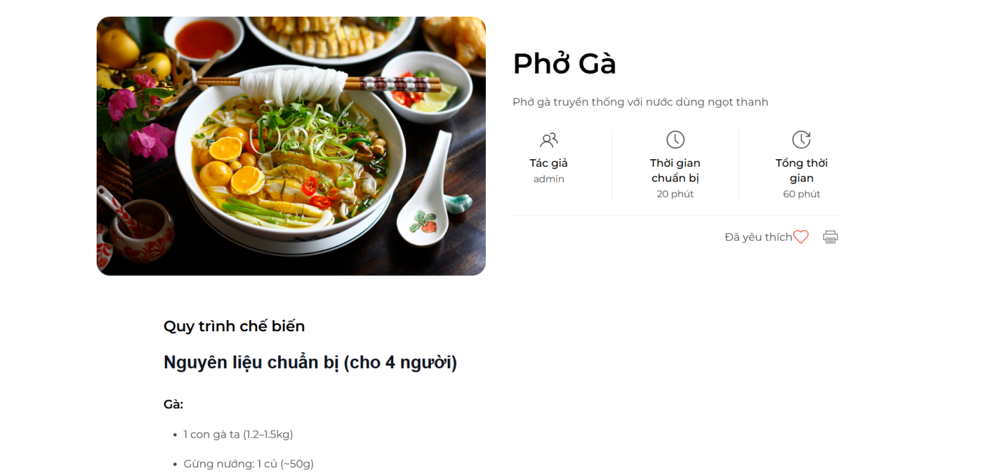 Phở Gà
Phở gà truyền thống với nước dùng ngọt thanh
Tác giả
admin
Thời gian
chuẩn bị
20 phút
Tổng thời
gian
60 phút
Đã yêu thích
Quy trình chế biến
Nguyên liệu chuẩn bị (cho 4 người)
Gà:
• 1 con gà ta (1.2–1.5kg)
• Gừng nướng: 1 củ (~50g)